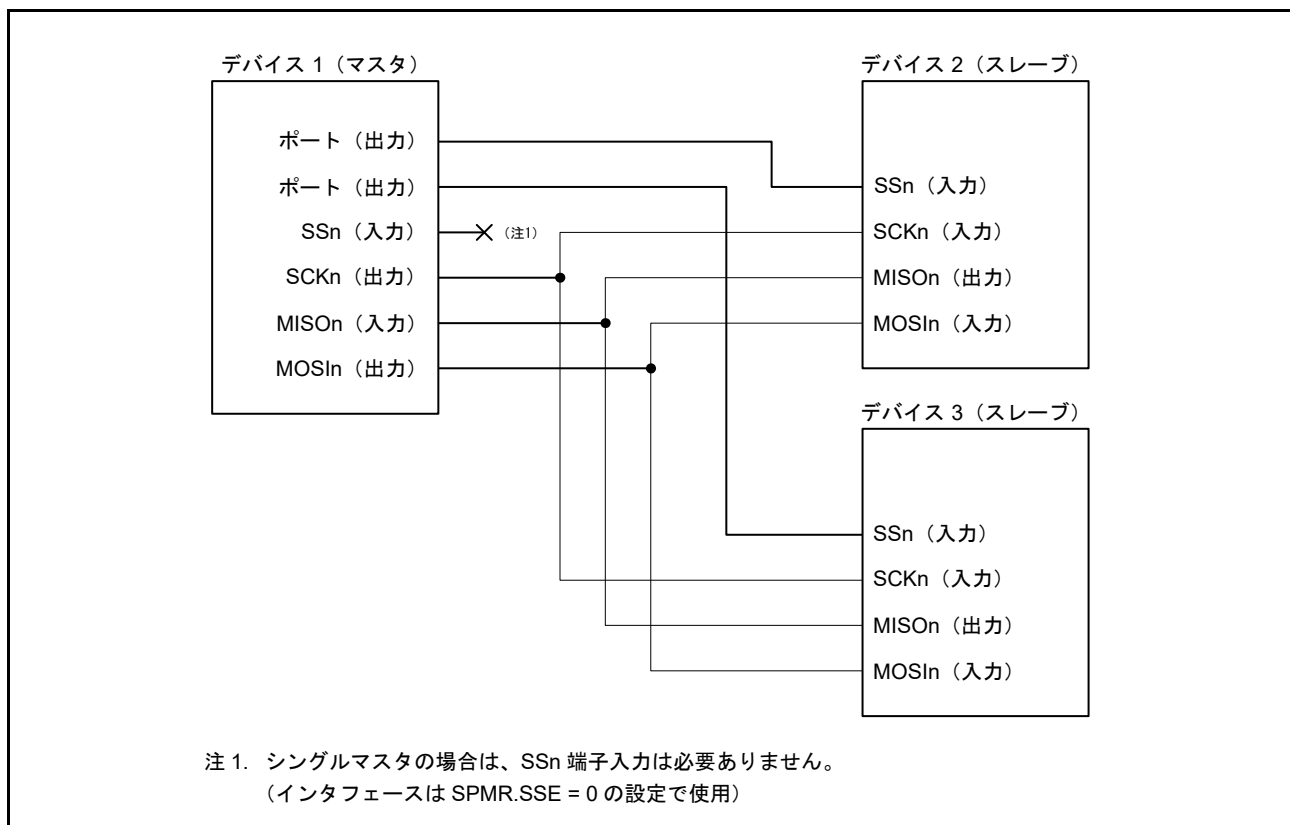 デバイス 1（マスタ）
ポート（出力）
ポート（出力）
SSn（入力）
（注1）
SCKn（出力）
MISOn（入力）
MOSIn（出力）
デバイス 2（スレーブ）
SSn（入力）
SCKn（入力）
MISOn（出力）
MOSIn（入力）
デバイス 3（スレーブ）
SSn（入力）
SCKn（入力）
MISOn（出力）
MOSIn（入力）
注 1. シングルマスタの場合は、SSn 端子入力は必要ありません。
（インタフェースは SPMR.SSE = 0 の設定で使用）